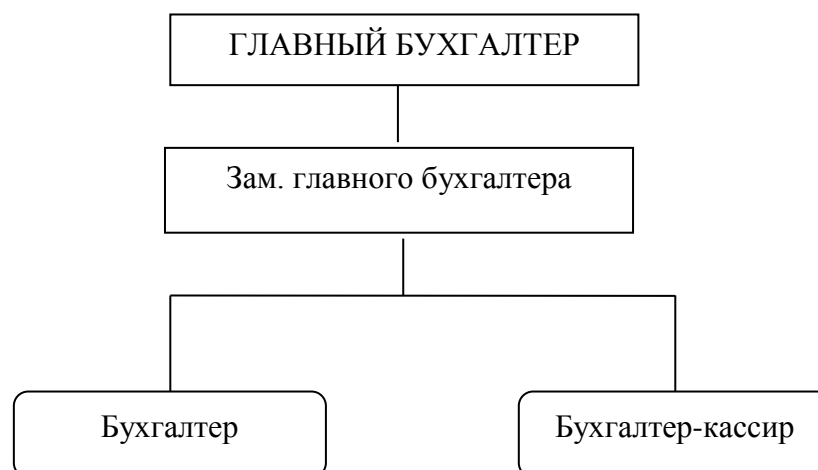 ГЛАВНЫЙ БУХГАЛТЕР
Зам. главного бухгалтера
Бухгалтер
Бухгалтер-кассир